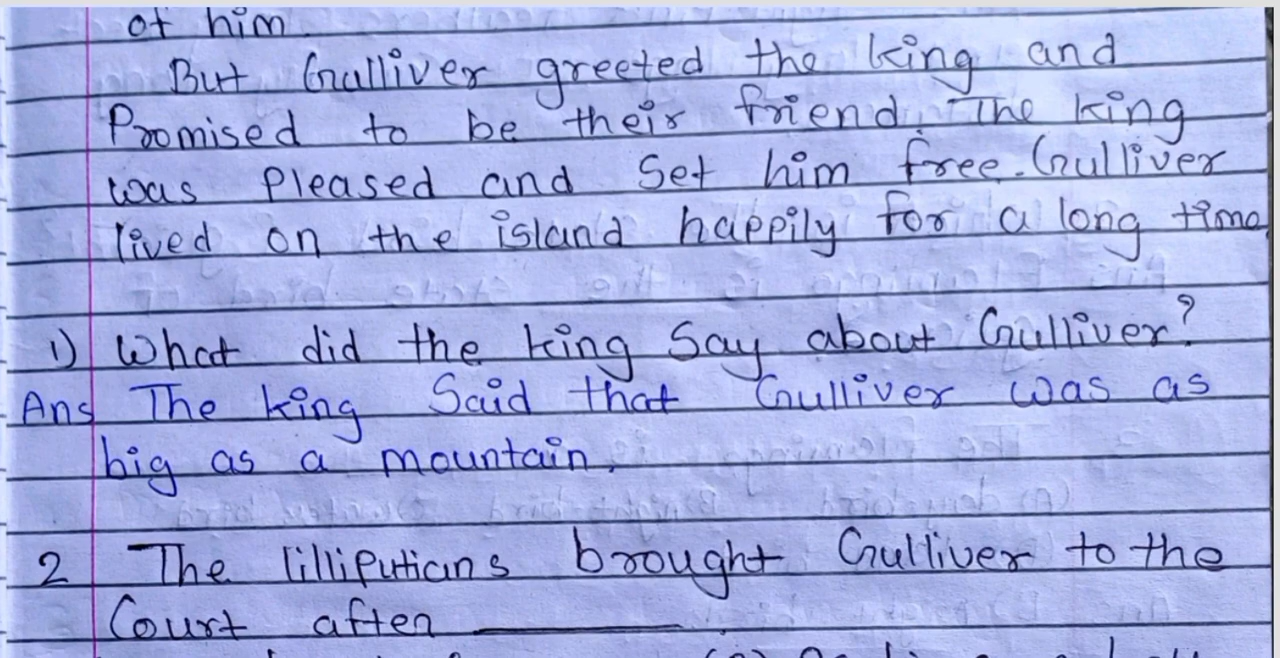 of him.
But Gulliver greeted the king and
Promised to be their friend. The king
was pleased and set him free. Gulliver
lived on the island happily for a long time
1) What did the king say about Gulliver?
Ans The king said that Gulliver was as
big as a mountain.
2 The lilliputians brought Gulliver to the
Court after ________.